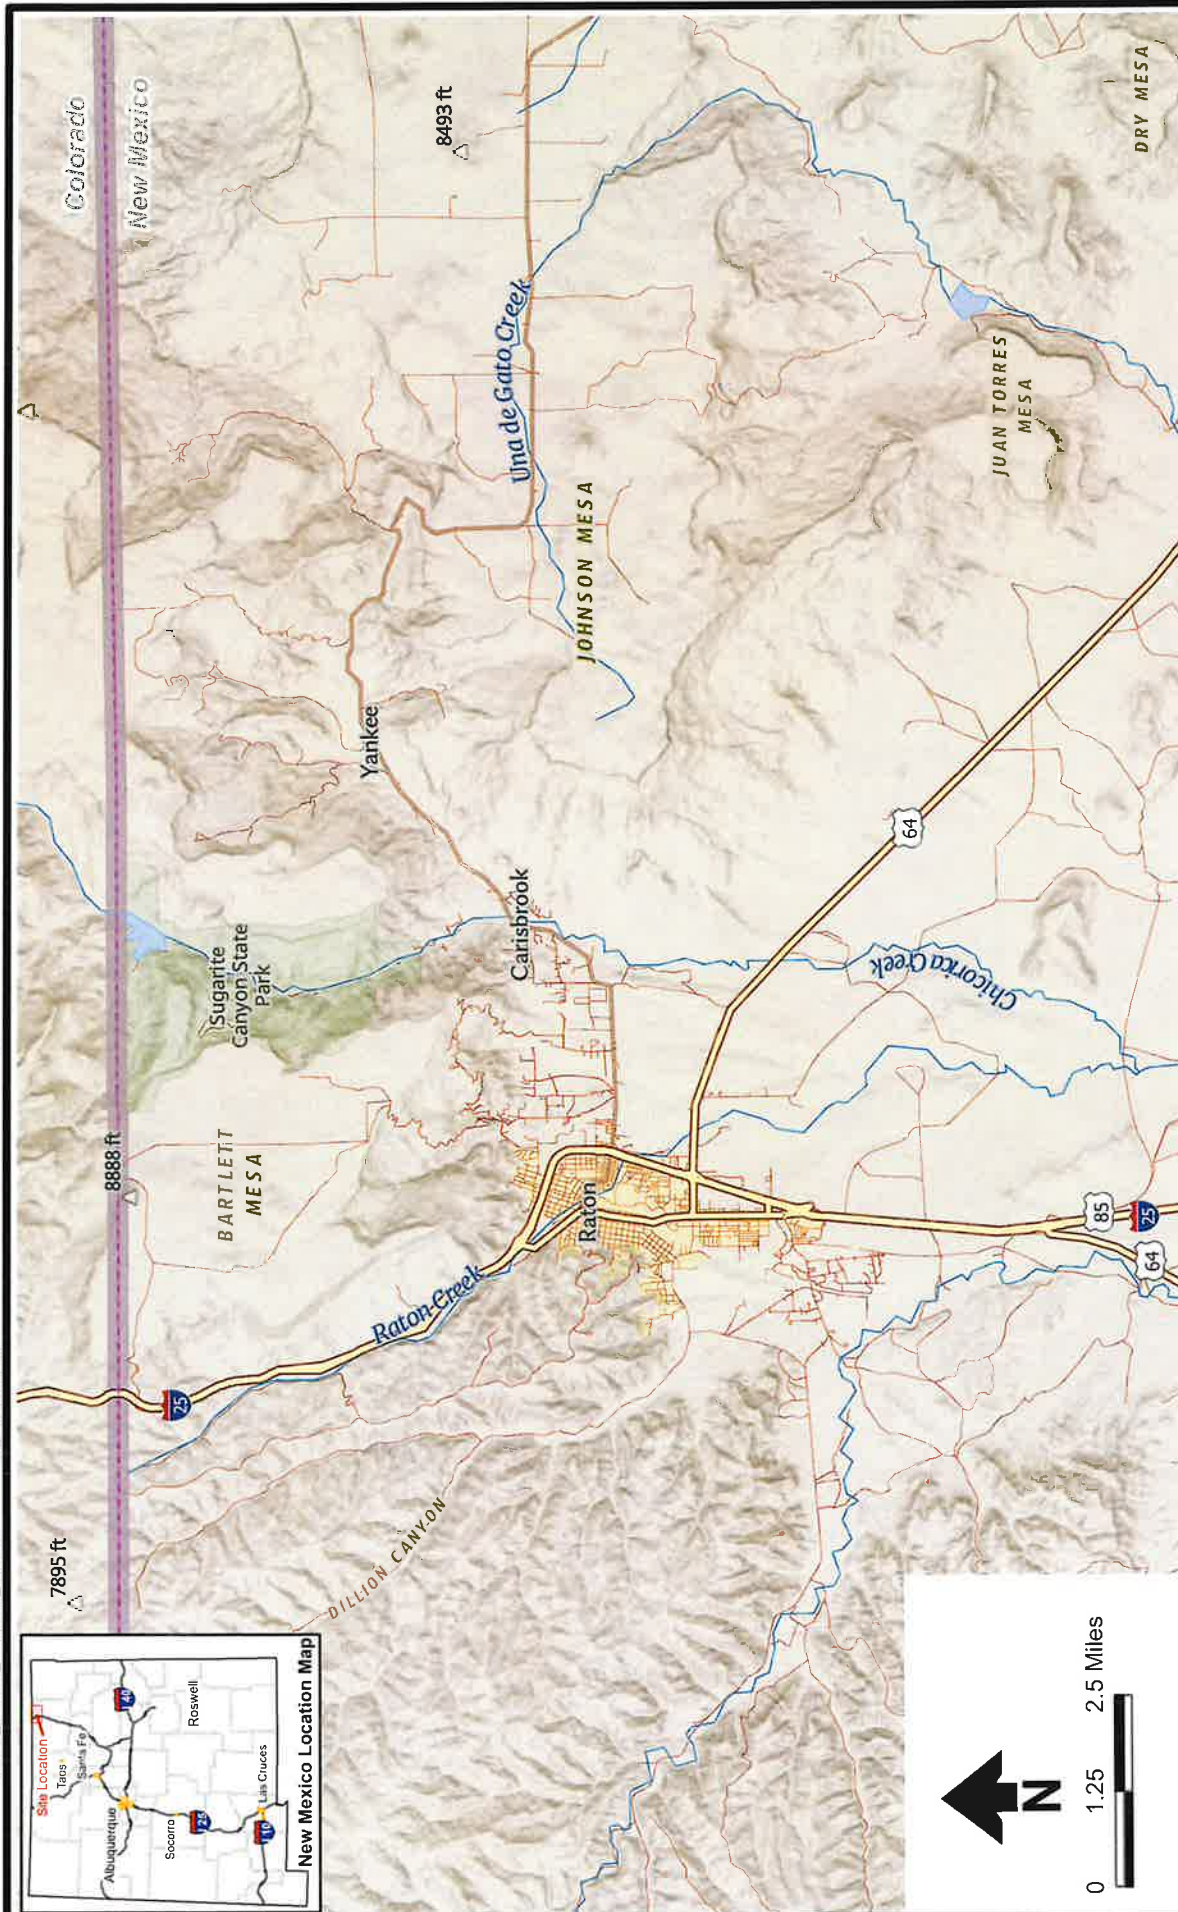 Colorado
New Mexico
7895 ft
8888 ft
8493 ft
25
BARTLETT
MESA
Sugarite
Canyon State
Park
Raton Creek
DILLION CANYON
Yankee
Carisbrook
Una de Gato Creek
JOHNSON MESA
Raton
64
Chicorica Creek
JUAN TORRES
MESA
DRY MESA
85
25
64
Site Location
Taos
Santa Fe
40
Albuquerque
Socorro
25
Roswell
Las Cruces
10
New Mexico Location Map
N
0 1.25 2.5 Miles